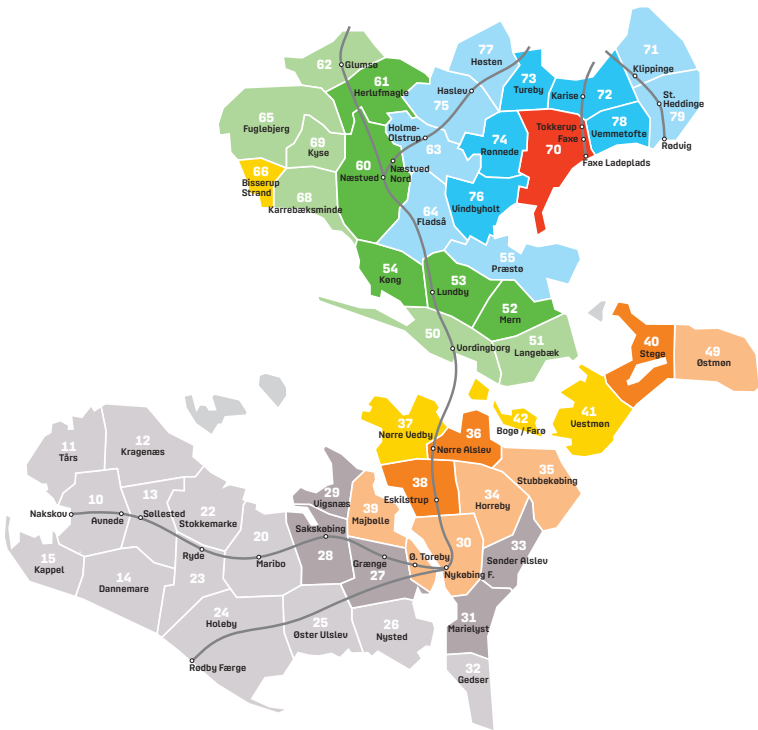 77
Høsten
71
Klippinge
62
Glumsø
61
Herlufmagle
73
Tureby
Haslev
75
Karise
72
St.
Heddinge
79
Rødvig
65
Fuglebjerg
69
Kyse
Holme-
Olstrup
63
74
Rønnede
Tokkerup
Faxe
70
78
Vemmetofte
Faxe Ladeplads
66
Bisserup
Strand
60
Næstved
Næstved
Nord
68
Karrebæksminde
76
Vindbyholt
64
Fladså
55
Præstø
54
Køng
53
Lundby
52
Mern
50
Vordingborg
51
Langebæk
40
Stege
49
Østmøn
41
Vestmøn
42
Bogø / Farø
37
Nørre Vedby
36
Nørre Alslev
35
Stubbekøbing
11
Tårs
12
Kragenæs
38
Eskilstrup
34
Horreby
29
Vigsnæs
39
Majbølle
10
Nakskov
Avnede
13
Søllested
22
Stokkemarke
20
Maribo
Sakskøbing
28
Grænge
27
Ø. Toreby
30
Nykøbing F.
33
Sønder Alslev
15
Kappel
14
Dannemare
Ryde
23
24
Holeby
25
Øster Ulslev
26
Nysted
31
Marielyst
Rødby Færge
32
Gedser